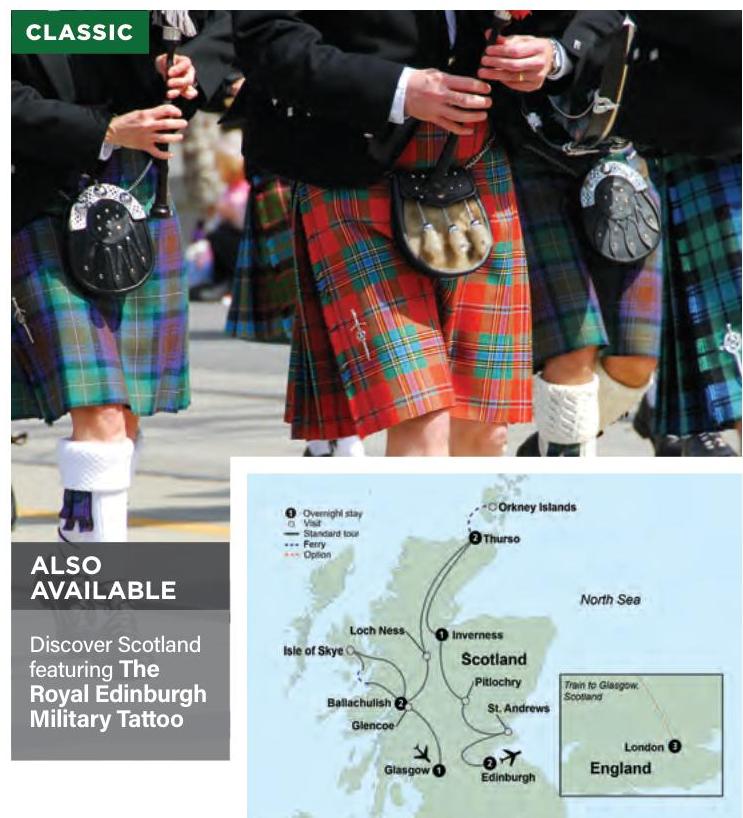 CLASSIC
ALSO
AVAILABLE
Discover Scotland
featuring The
Royal Edinburgh
Military Tattoo
1 Overnight stay
Visit
Standard tour
Ferry
Option
Orkney Islands
2 Thurso
North Sea
Loch Ness
1 Inverness
Isle of Skye
Scotland
Pitlochry
Ballachulish 2
St. Andrews
Glencoe
Glasgow 1
2
Edinburgh
Train to Glasgow,
Scotland
London 3
England